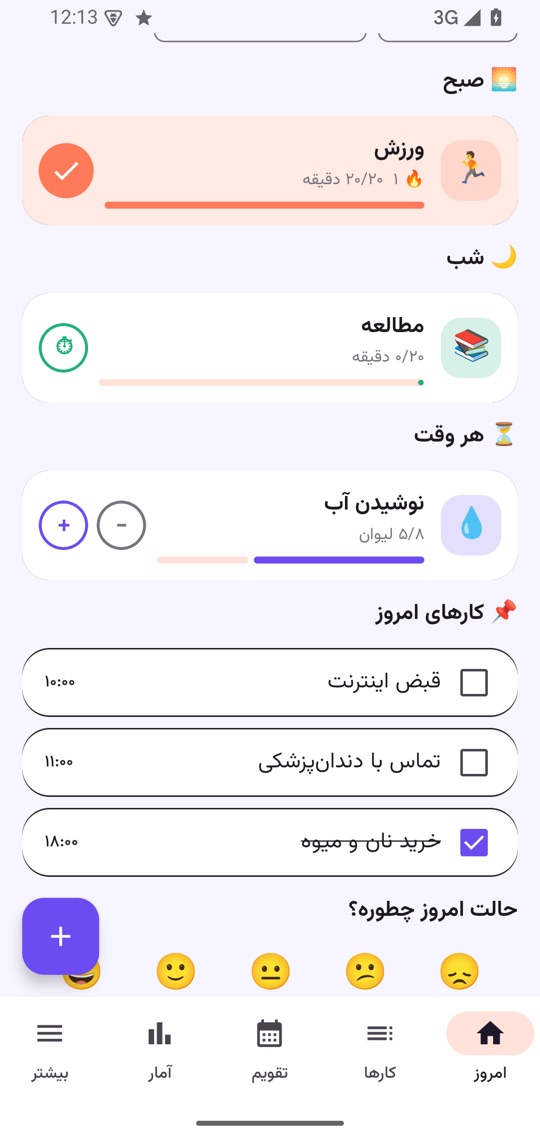 12:13
3G
🌅 صبح
ورزش
🔥 ۱ ۲۰/۲۰ دقیقه
🌙 شب
مطالعه
۰/۲۰ دقیقه
⏳ هر وقت
نوشیدن آب
۵/۸ لیوان
+ -
📌 کارهای امروز
قبض اینترنت ۱۰:۰۰
تماس با دندان‌پزشکی ۱۱:۰۰
خرید نان و میوه ۱۸:۰۰
حالت امروز چطوره؟
+
امروز
کارها
تقویم
آمار
بیشتر